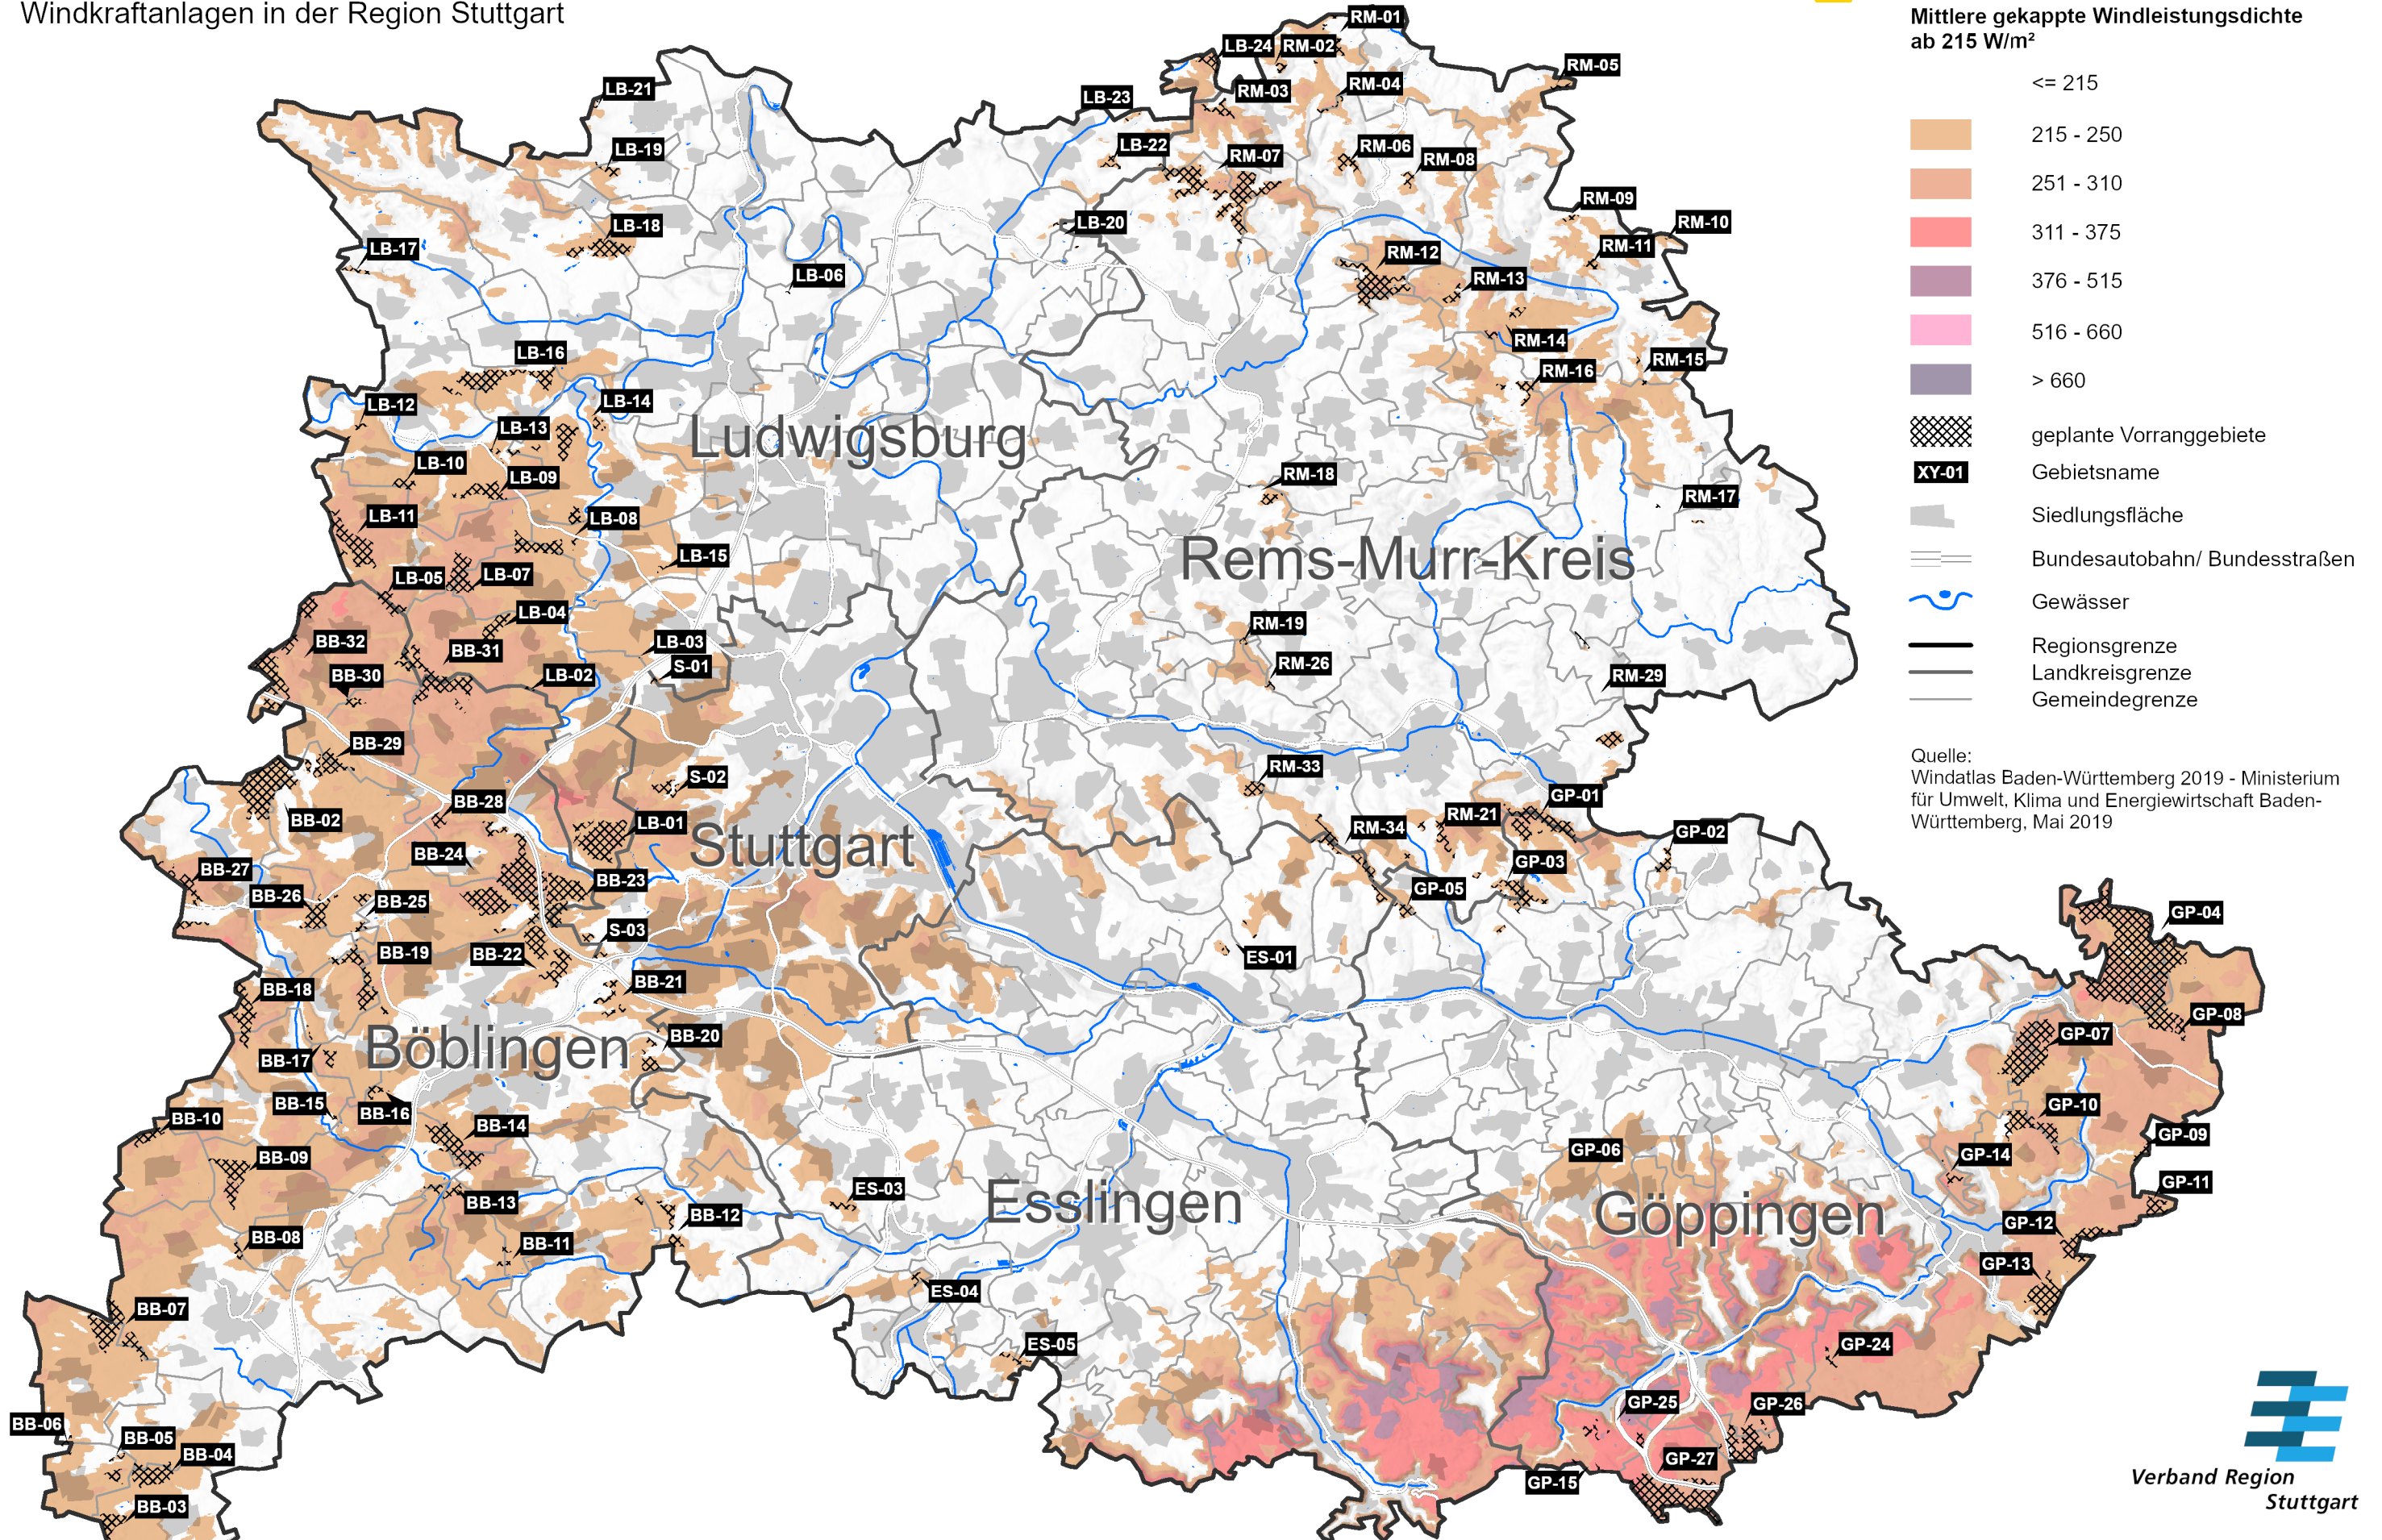 Windkraftanlagen in der Region Stuttgart
Mittlere gekappte Windleistungsdichte
ab 215 W/m²
<= 215
215 - 250
251 - 310
311 - 375
376 - 515
516 - 660
> 660
geplante Vorranggebiete
XY-01 Gebietsname
Siedlungsfläche
Bundesautobahn/ Bundesstraßen
Gewässer
Regionsgrenze
Landkreisgrenze
Gemeindegrenze
Quelle:
Windatlas Baden-Württemberg 2019 - Ministerium
für Umwelt, Klima und Energiewirtschaft Baden-
Württemberg, Mai 2019
RM-01
LB-24
RM-02
RM-05
LB-21
RM-03
RM-04
LB-23
LB-19
LB-22
RM-06
RM-07
RM-08
RM-09
LB-18
LB-20
RM-10
LB-17
RM-11
RM-12
LB-06
RM-13
RM-14
LB-16
RM-15
RM-16
LB-12
LB-14
LB-13
Ludwigsburg
LB-10
LB-09
RM-18
RM-17
LB-11
LB-08
LB-15
Rems-Murr-Kreis
LB-05
LB-07
LB-04
RM-19
BB-32
LB-03
BB-31
S-01
RM-26
BB-30
LB-02
RM-29
BB-29
S-02
RM-33
GP-01
BB-28
BB-02
LB-01
RM-21
RM-34
GP-02
Stuttgart
BB-24
GP-03
BB-27
BB-23
GP-05
BB-26
BB-25
GP-04
S-03
BB-19
BB-22
ES-01
BB-21
BB-18
GP-08
BB-20
GP-07
Böblingen
BB-17
BB-15
BB-16
GP-10
BB-10
BB-14
GP-09
GP-06
GP-14
BB-09
GP-11
ES-03
BB-13
Esslingen
Göppingen
BB-12
GP-12
BB-08
BB-11
GP-13
ES-04
BB-07
ES-05
GP-24
GP-25
GP-26
BB-06
BB-05
BB-04
GP-27
GP-15
BB-03
Verband Region
Stuttgart